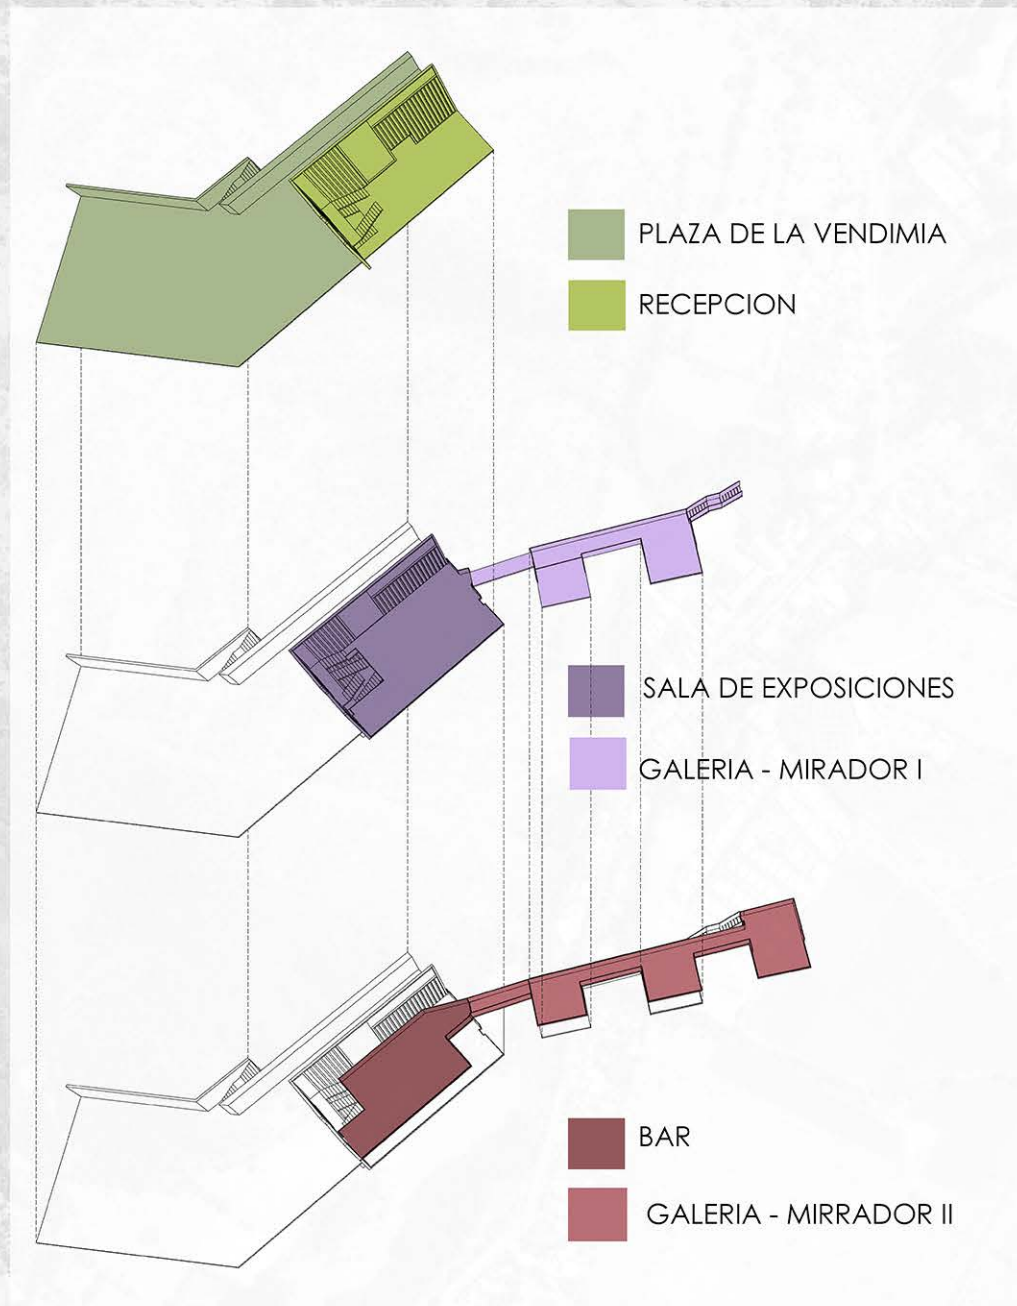 PLAZA DE LA VENDIMIA
RECEPCION
SALA DE EXPOSICIONES
GALERIA - MIRADOR I
BAR
GALERIA - MIRRADOR II